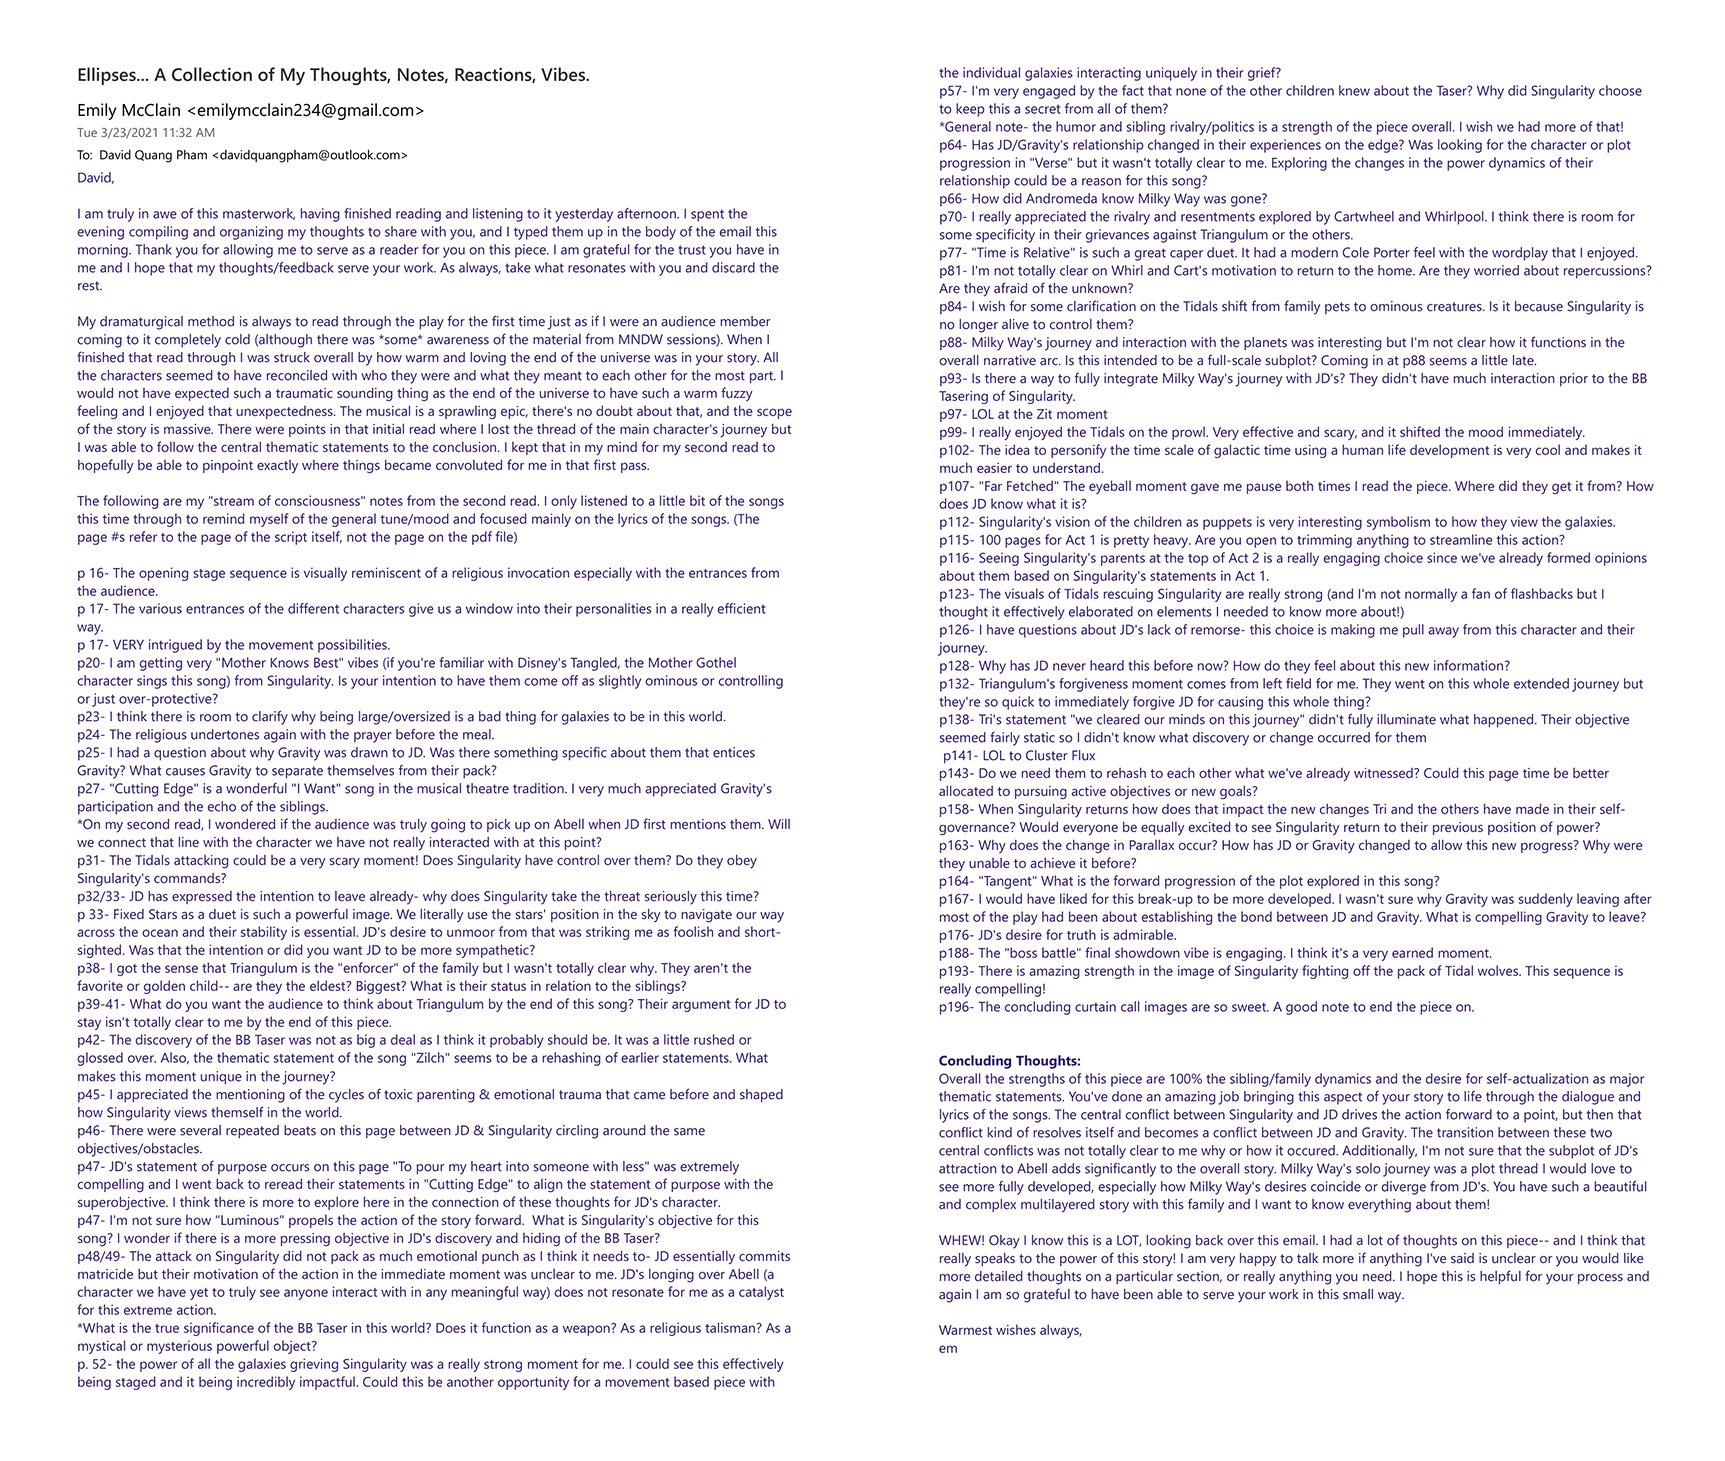 Ellipses... A Collection of My Thoughts, Notes, Reactions, Vibes.
Emily McClain <emilymcclain234@gmail.com>
Tue 3/23/2021 11:32 AM
To: David Quang Pham <davidquangpham@outlook.com>
David,
I am truly in awe of this masterwork, having finished reading and listening to it yesterday afternoon. I spent the
evening compiling and organizing my thoughts to share with you, and I typed them up in the body of the email this
morning. Thank you for allowing me to serve as a reader for you on this piece. I am grateful for the trust you have in
me and I hope that my thoughts/feedback serve your work. As always, take what resonates with you and discard the
rest.
My dramaturgical method is always to read through the play for the first time just as if I were an audience member
coming to it completely cold (although there was *some* awareness of the material from MNDW sessions). When I
finished that read through I was struck overall by how warm and loving the end of the universe was in your story. All
the characters seemed to have reconciled with who they were and what they meant to each other for the most part. I
would not have expected such a traumatic sounding thing as the end of the universe to have such a warm fuzzy
feeling and I enjoyed that unexpectedness. The musical is a sprawling epic, there's no doubt about that, and the scope
of the story is massive. There were points in that initial read where I lost the thread of the main character's journey but
I was able to follow the central thematic statements to the conclusion. I kept that in my mind for my second read to
hopefully be able to pinpoint exactly where things became convoluted for me in that first pass.
The following are my "stream of consciousness" notes from the second read. I only listened to a little bit of the songs
this time through to remind myself of the general tune/mood and focused mainly on the lyrics of the songs. (The
page #s refer to the page of the script itself, not the page on the pdf file)
p 16- The opening stage sequence is visually reminiscent of a religious invocation especially with the entrances from
the audience.
p 17- The various entrances of the different characters give us a window into their personalities in a really efficient
way.
p 17- VERY intrigued by the movement possibilities.
p20- I am getting very "Mother Knows Best" vibes (if you're familiar with Disney's Tangled, the Mother Gothel
character sings this song) from Singularity. Is your intention to have them come off as slightly ominous or controlling
or just over-protective?
p23- I think there is room to clarify why being large/oversized is a bad thing for galaxies to be in this world.
p24- The religious undertones again with the prayer before the meal.
p25- I had a question about why Gravity was drawn to JD. Was there something specific about them that entices
Gravity? What causes Gravity to separate themselves from their pack?
p27- "Cutting Edge" is a wonderful "I Want" song in the musical theatre tradition. I very much appreciated Gravity's
participation and the echo of the siblings.
*On my second read, I wondered if the audience was truly going to pick up on Abell when JD first mentions them. Will
we connect that line with the character we have not really interacted with at this point?
p31- The Tidals attacking could be a very scary moment! Does Singularity have control over them? Do they obey
Singularity's commands?
p32/33- JD has expressed the intention to leave already- why does Singularity take the threat seriously this time?
p 33- Fixed Stars as a duet is such a powerful image. We literally use the stars' position in the sky to navigate our way
across the ocean and their stability is essential. JD's desire to unmoor from that was striking me as foolish and short-
sighted. Was that the intention or did you want JD to be more sympathetic?
p38- I got the sense that Triangulum is the "enforcer" of the family but I wasn't totally clear why. They aren't the
favorite or golden child-- are they the eldest? Biggest? What is their status in relation to the siblings?
p39-41- What do you want the audience to think about Triangulum by the end of this song? Their argument for JD to
stay isn't totally clear to me by the end of this piece.
p42- The discovery of the BB Taser was not as big a deal as I think it probably should be. It was a little rushed or
glossed over. Also, the thematic statement of the song "Zilch" seems to be a rehashing of earlier statements. What
makes this moment unique in the journey?
p45- I appreciated the mentioning of the cycles of toxic parenting & emotional trauma that came before and shaped
how Singularity views themself in the world.
p46- There were several repeated beats on this page between JD & Singularity circling around the same
objectives/obstacles.
p47- JD's statement of purpose occurs on this page "To pour my heart into someone with less" was extremely
compelling and I went back to reread their statements in "Cutting Edge" to align the statement of purpose with the
superobjective. I think there is more to explore here in the connection of these thoughts for JD's character.
p47- I'm not sure how "Luminous" propels the action of the story forward.  What is Singularity's objective for this
song? I wonder if there is a more pressing objective in JD's discovery and hiding of the BB Taser?
p48/49- The attack on Singularity did not pack as much emotional punch as I think it needs to- JD essentially commits
matricide but their motivation of the action in the immediate moment was unclear to me. JD's longing over Abell (a
character we have yet to truly see anyone interact with in any meaningful way) does not resonate for me as a catalyst
for this extreme action.
*What is the true significance of the BB Taser in this world? Does it function as a weapon? As a religious talisman? As a
mystical or mysterious powerful object?
p. 52- the power of all the galaxies grieving Singularity was a really strong moment for me. I could see this effectively
being staged and it being incredibly impactful. Could this be another opportunity for a movement based piece with
the individual galaxies interacting uniquely in their grief?
p57- I'm very engaged by the fact that none of the other children knew about the Taser? Why did Singularity choose
to keep this a secret from all of them?
*General note- the humor and sibling rivalry/politics is a strength of the piece overall. I wish we had more of that!
p64- Has JD/Gravity's relationship changed in their experiences on the edge? Was looking for the character or plot
progression in "Verse" but it wasn't totally clear to me. Exploring the changes in the power dynamics of their
relationship could be a reason for this song?
p66- How did Andromeda know Milky Way was gone?
p70- I really appreciated the rivalry and resentments explored by Cartwheel and Whirlpool. I think there is room for
some specificity in their grievances against Triangulum or the others.
p77- "Time is Relative" is such a great caper duet. It had a modern Cole Porter feel with the wordplay that I enjoyed.
p81- I'm not totally clear on Whirl and Cart's motivation to return to the home. Are they worried about repercussions?
Are they afraid of the unknown?
p84- I wish for some clarification on the Tidals shift from family pets to ominous creatures. Is it because Singularity is
no longer alive to control them?
p88- Milky Way's journey and interaction with the planets was interesting but I'm not clear how it functions in the
overall narrative arc. Is this intended to be a full-scale subplot? Coming in at p88 seems a little late.
p93- Is there a way to fully integrate Milky Way's journey with JD's? They didn't have much interaction prior to the BB
Tasering of Singularity.
p97- LOL at the Zit moment
p99- I really enjoyed the Tidals on the prowl. Very effective and scary, and it shifted the mood immediately.
p102- The idea to personify the time scale of galactic time using a human life development is very cool and makes it
much easier to understand.
p107- "Far Fetched" The eyeball moment gave me pause both times I read the piece. Where did they get it from? How
does JD know what it is?
p112- Singularity's vision of the children as puppets is very interesting symbolism to how they view the galaxies.
p115- 100 pages for Act 1 is pretty heavy. Are you open to trimming anything to streamline this action?
p116- Seeing Singularity's parents at the top of Act 2 is a really engaging choice since we've already formed opinions
about them based on Singularity's statements in Act 1.
p123- The visuals of Tidals rescuing Singularity are really strong (and I'm not normally a fan of flashbacks but I
thought it effectively elaborated on elements I needed to know more about!)
p126- I have questions about JD's lack of remorse- this choice is making me pull away from this character and their
journey.
p128- Why has JD never heard this before now? How do they feel about this new information?
p132- Triangulum's forgiveness moment comes from left field for me. They went on this whole extended journey but
they're so quick to immediately forgive JD for causing this whole thing?
p138- Tri's statement "we cleared our minds on this journey" didn't fully illuminate what happened. Their objective
seemed fairly static so I didn't know what discovery or change occurred for them
p141- LOL to Cluster Flux
p143- Do we need them to rehash to each other what we've already witnessed? Could this page time be better
allocated to pursuing active objectives or new goals?
p158- When Singularity returns how does that impact the new changes Tri and the others have made in their self-
governance? Would everyone be equally excited to see Singularity return to their previous position of power?
p163- Why does the change in Parallax occur? How has JD or Gravity changed to allow this new progress? Why were
they unable to achieve it before?
p164- "Tangent" What is the forward progression of the plot explored in this song?
p167- I would have liked for this break-up to be more developed. I wasn't sure why Gravity was suddenly leaving after
most of the play had been about establishing the bond between JD and Gravity. What is compelling Gravity to leave?
p176- JD's desire for truth is admirable.
p188- The "boss battle" final showdown vibe is engaging. I think it's a very earned moment.
p193- There is amazing strength in the image of Singularity fighting off the pack of Tidal wolves. This sequence is
really compelling!
p196- The concluding curtain call images are so sweet. A good note to end the piece on.
Concluding Thoughts:
Overall the strengths of this piece are 100% the sibling/family dynamics and the desire for self-actualization as major
thematic statements. You've done an amazing job bringing this aspect of your story to life through the dialogue and
lyrics of the songs. The central conflict between Singularity and JD drives the action forward to a point, but then that
conflict kind of resolves itself and becomes a conflict between JD and Gravity. The transition between these two
central conflicts was not totally clear to me why or how it occured. Additionally, I'm not sure that the subplot of JD's
attraction to Abell adds significantly to the overall story. Milky Way's solo journey was a plot thread I would love to
see more fully developed, especially how Milky Way's desires coincide or diverge from JD's. You have such a beautiful
and complex multilayered story with this family and I want to know everything about them!
WHEW! Okay I know this is a LOT, looking back over this email. I had a lot of thoughts on this piece-- and I think that
really speaks to the power of this story! I am very happy to talk more if anything I've said is unclear or you would like
more detailed thoughts on a particular section, or really anything you need. I hope this is helpful for your process and
again I am so grateful to have been able to serve your work in this small way.
Warmest wishes always,
em